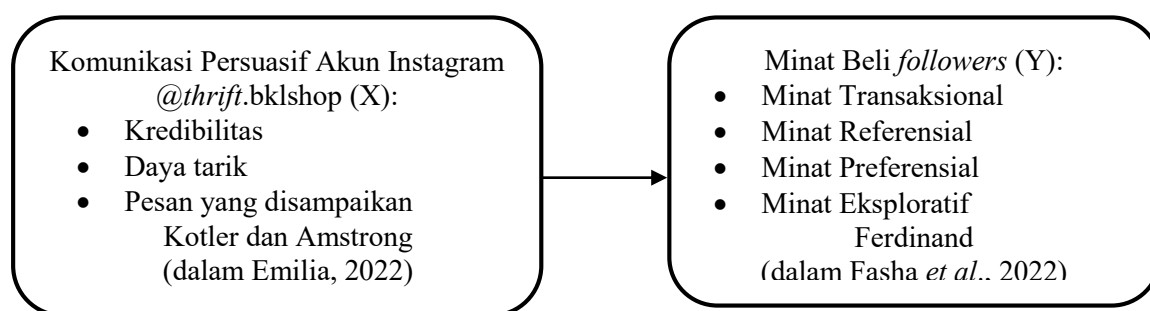 Komunikasi Persuasif Akun Instagram
@thrift.bklshop (X):
• Kredibilitas
• Daya tarik
• Pesan yang disampaikan
Kotler dan Amstrong
(dalam Emilia, 2022)
Minat Beli followers (Y):
• Minat Transaksional
• Minat Referensial
• Minat Preferensial
• Minat Eksploratif
Ferdinand
(dalam Fasha et al., 2022)